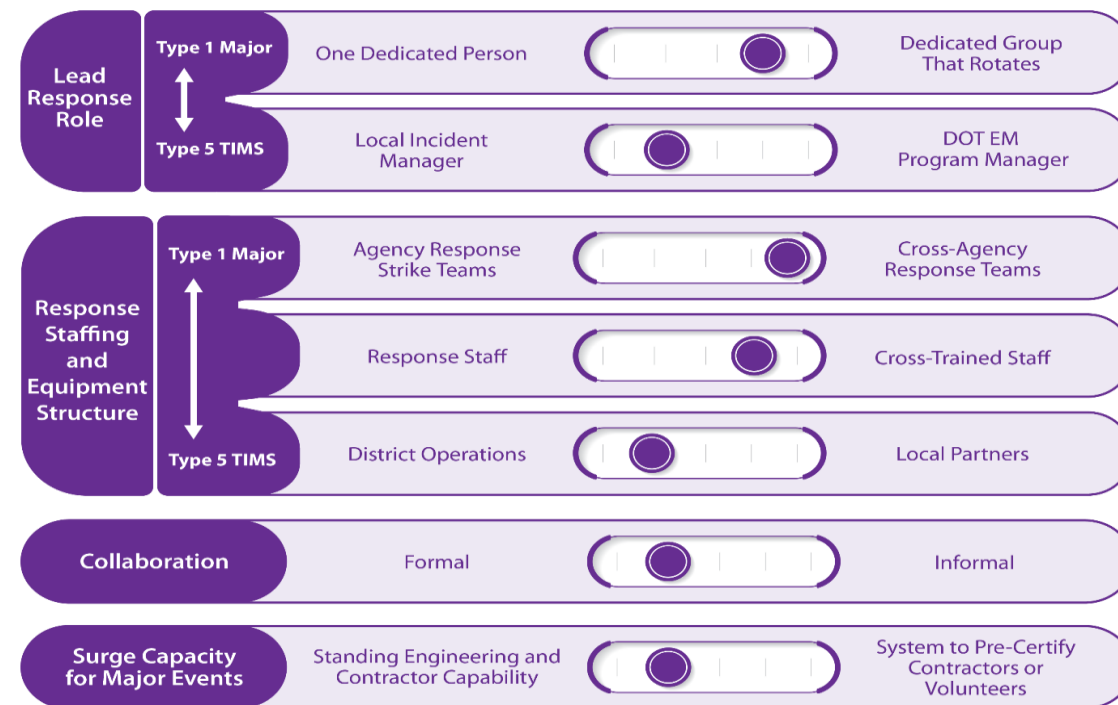 Lead
Response
Role
Type 1 Major
Type 5 TIMS
One Dedicated Person
Dedicated Group
That Rotates
Local Incident
Manager
DOT EM
Program Manager
Response
Staffing
and
Equipment
Structure
Type 1 Major
Type 5 TIMS
Agency Response
Strike Teams
Cross-Agency
Response Teams
Response Staff
Cross-Trained Staff
District Operations
Local Partners
Collaboration
Formal
Informal
Surge Capacity
for Major Events
Standing Engineering and
Contractor Capability
System to Pre-Certify
Contractors or
Volunteers